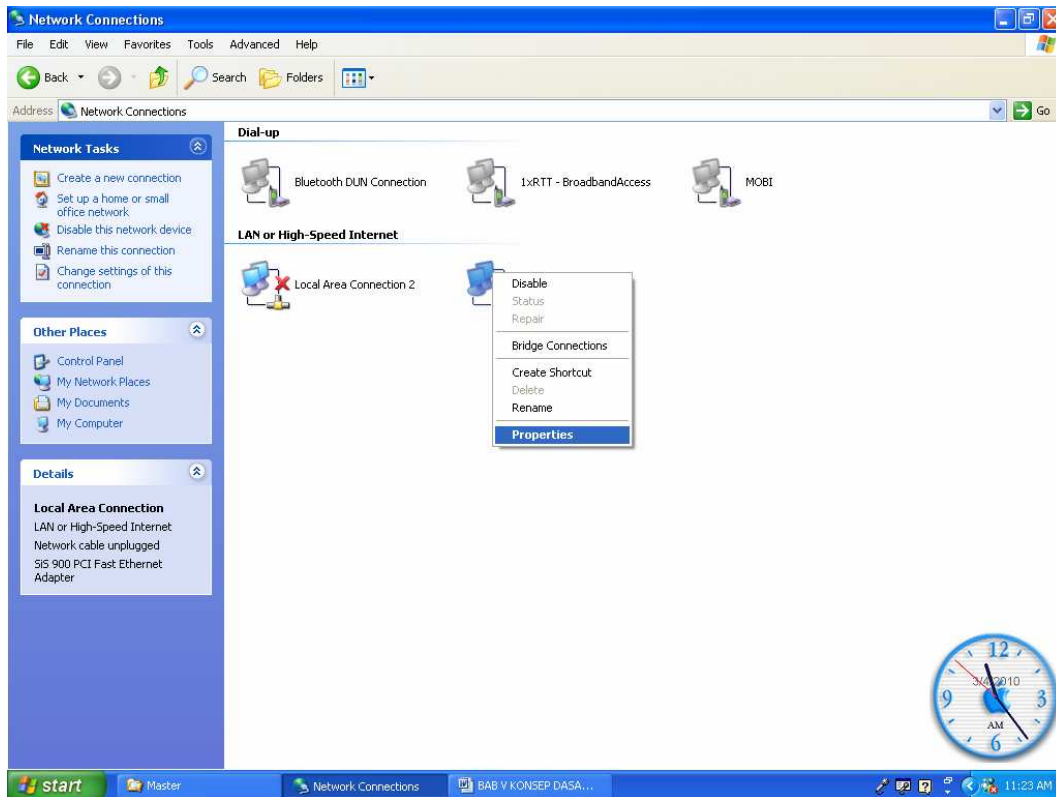 Network Connections
File Edit View Favorites Tools Advanced Help
Back Search Folders
Address Network Connections Go
Network Tasks
Create a new connection
Set up a home or small
office network
Disable this network device
Rename this connection
Change settings of this
connection
Other Places
Control Panel
My Network Places
My Documents
My Computer
Details
Local Area Connection
LAN or High-Speed Internet
Network cable unplugged
SiS 900 PCI Fast Ethernet
Adapter
Dial-up
Bluetooth DUN Connection 1xRTT - BroadbandAccess MOBI
LAN or High-Speed Internet
Local Area Connection 2
Disable
Status
Repair
Bridge Connections
Create Shortcut
Delete
Rename
Properties
12
3/4/2010
9 3
AM
6
start Master Network Connections BAB V KONSEP DASA... 11:23 AM